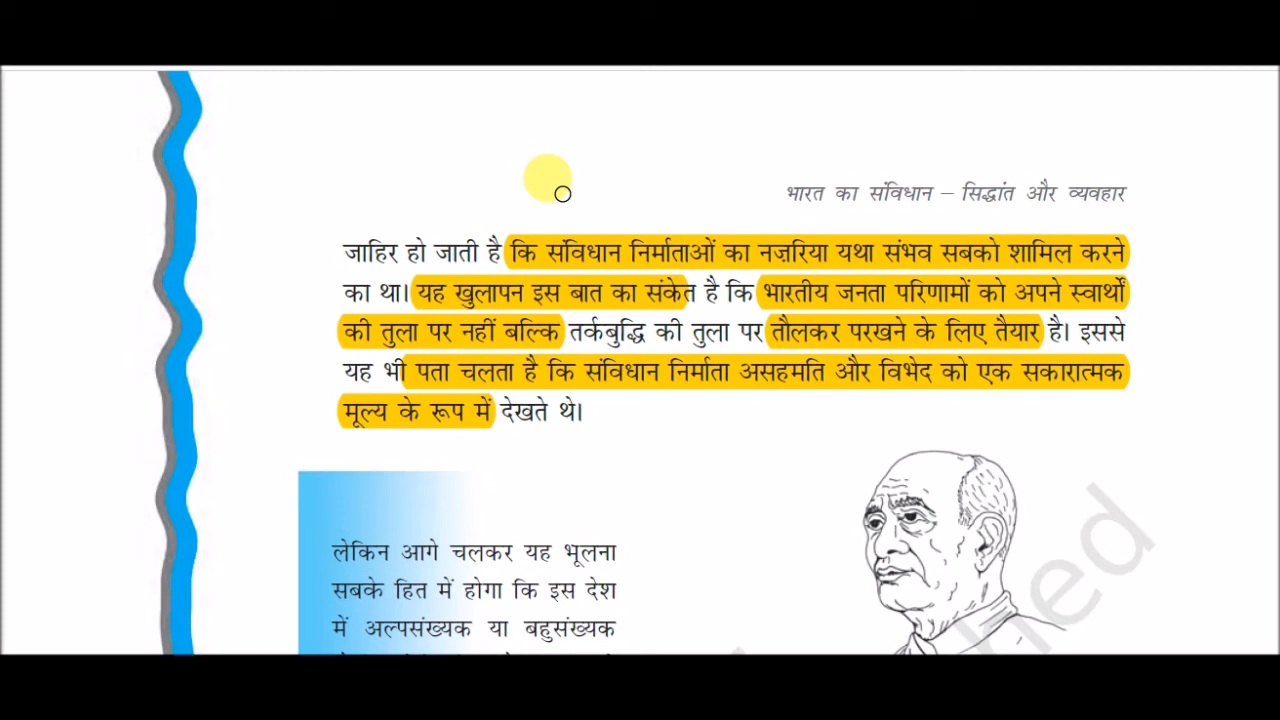 भारत का संविधान – सिद्धांत और व्यवहार
जाहिर हो जाती है कि संविधान निर्माताओं का नज़रिया यथा संभव सबको शामिल करने
का था। यह खुलापन इस बात का संकेत है कि भारतीय जनता परिणामों को अपने स्वार्थों
की तुला पर नहीं बल्कि तर्कबुद्धि की तुला पर तौलकर परखने के लिए तैयार है। इससे
यह भी पता चलता है कि संविधान निर्माता असहमति और विभेद को एक सकारात्मक
मूल्य के रूप में देखते थे।
लेकिन आगे चलकर यह भूलना
सबके हित में होगा कि इस देश
में अल्पसंख्यक या बहुसंख्यक